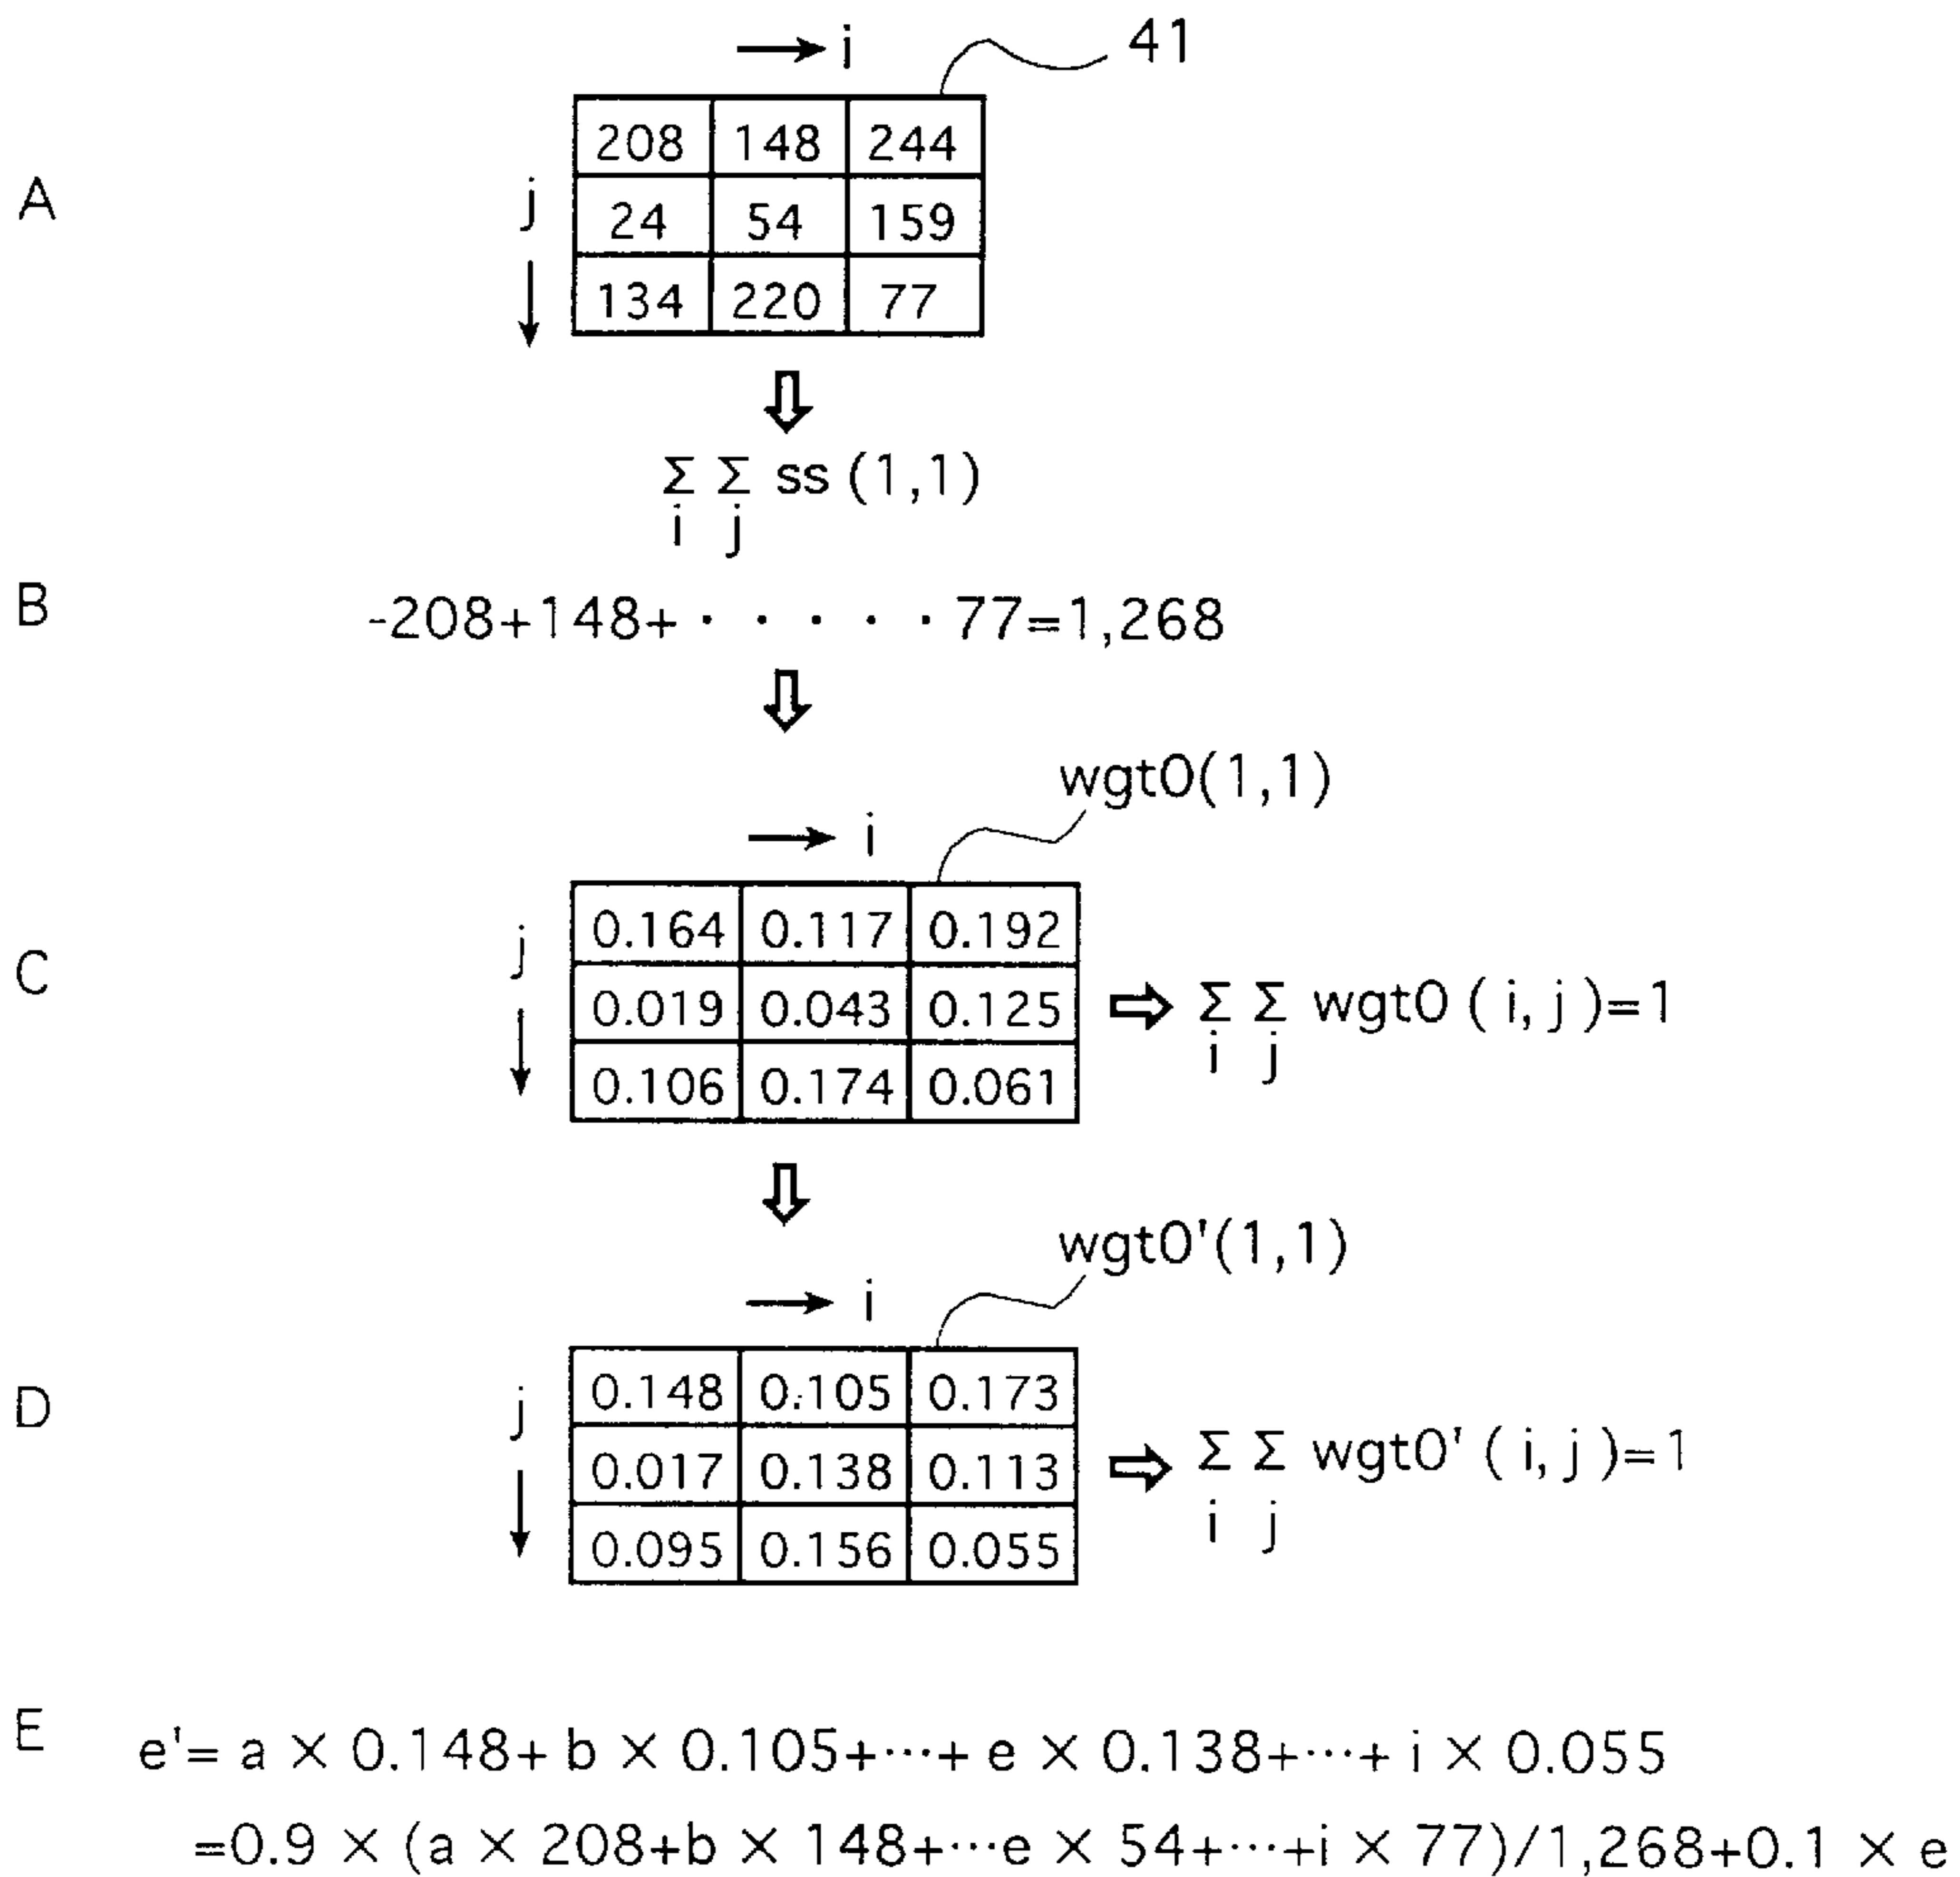 → i 41
A j
208 148 244
24 54 159
134 220 77
Σ Σ ss (1,1)
i j
B -208+148+ · · · · · 77=1,268
wgt0(1,1)
→ i
C j
0.164 0.117 0.192
0.019 0.043 0.125 ⇒ Σ Σ wgt0 ( i, j )=1
i j
0.106 0.174 0.061
wgt0'(1,1)
→ i
D j
0.148 0.105 0.173
0.017 0.138 0.113 ⇒ Σ Σ wgt0' ( i, j )=1
i j
0.095 0.156 0.055
E e'= a × 0.148+ b × 0.105+···+ e × 0.138+···+ i × 0.055
=0.9 × (a × 208+b × 148+···e × 54+···+i × 77)/1,268+0.1 × e